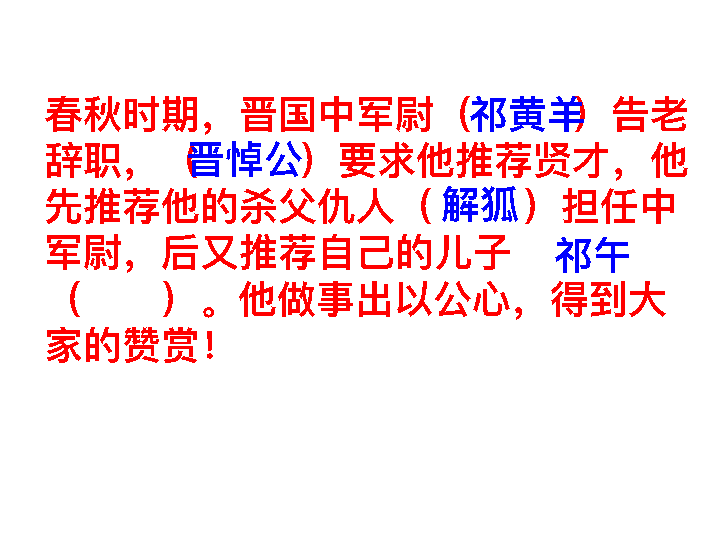 春秋时期，晋国中军尉（祁黄羊）告老
辞职，（晋悼公）要求他推荐贤才，他
先推荐他的杀父仇人（解狐）担任中
军尉，后又推荐自己的儿子 祁午
（　　）。他做事出以公心，得到大
家的赞赏！